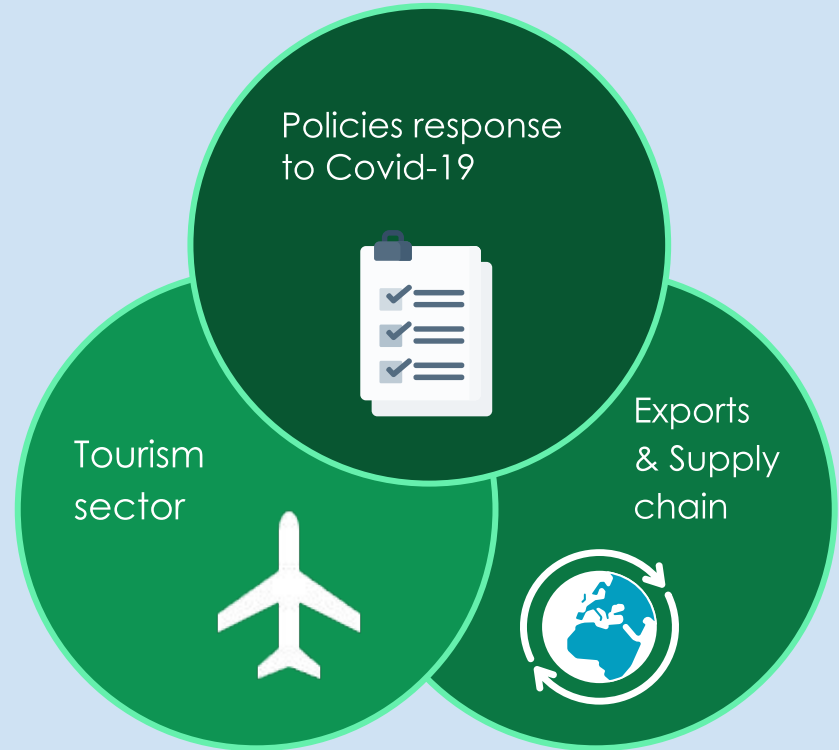 Policies response
to Covid-19
Tourism
sector
Exports
& Supply
chain